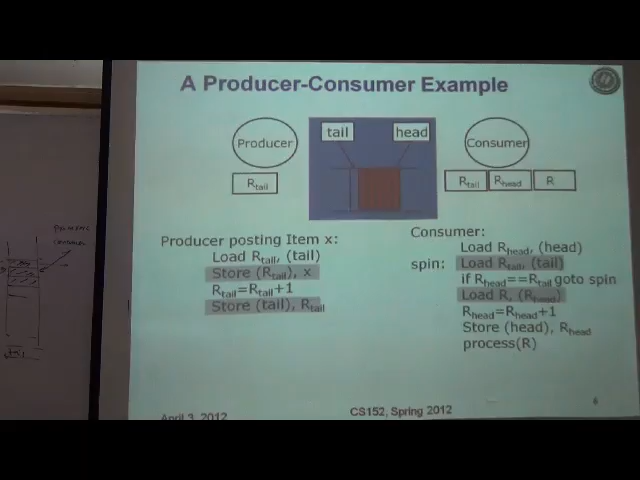 A Producer-Consumer Example
Producer
tail
head
Consumer
Rtail
Rtail
Rhead
R
Producer posting Item x:
Load Rtail, (tail)
Store (Rtail), x
Rtail=Rtail+1
Store (tail), Rtail
Consumer:
Load Rhead, (head)
spin: Load Rtail, (tail)
if Rhead==Rtail goto spin
Load R, (Rhead)
Rhead=Rhead+1
Store (head), Rhead
process(R)
April 3, 2012
CS152, Spring 2012
6